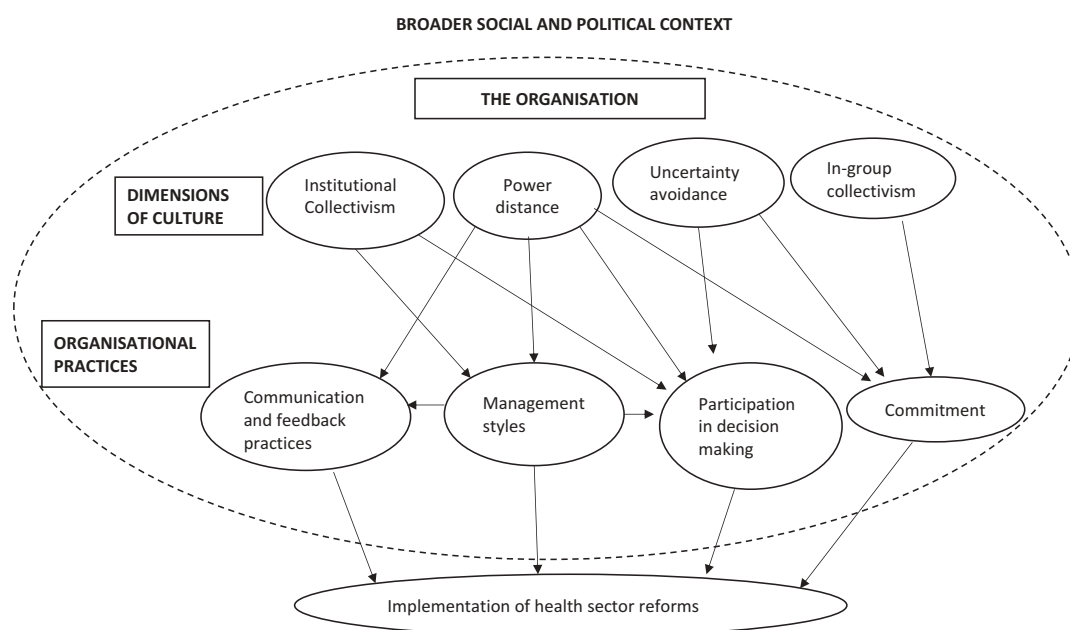 BROADER SOCIAL AND POLITICAL CONTEXT
THE ORGANISATION
DIMENSIONS
OF CULTURE
Institutional
Collectivism
Power
distance
Uncertainty
avoidance
In-group
collectivism
ORGANISATIONAL
PRACTICES
Communication
and feedback
practices
Management
styles
Participation
in decision
making
Commitment
Implementation of health sector reforms